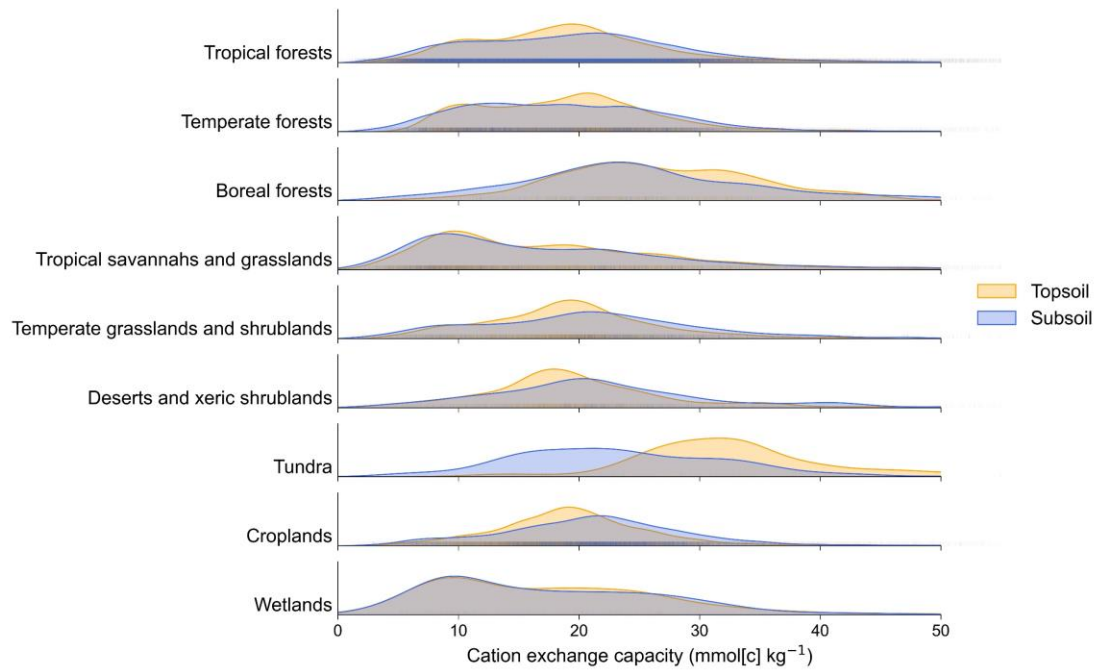 Tropical forests
Temperate forests
Boreal forests
Tropical savannahs and grasslands
Temperate grasslands and shrublands
Deserts and xeric shrublands
Tundra
Croplands
Wetlands
Topsoil
Subsoil
0 10 20 30 40 50
Cation exchange capacity (mmol[c] kg⁻¹)